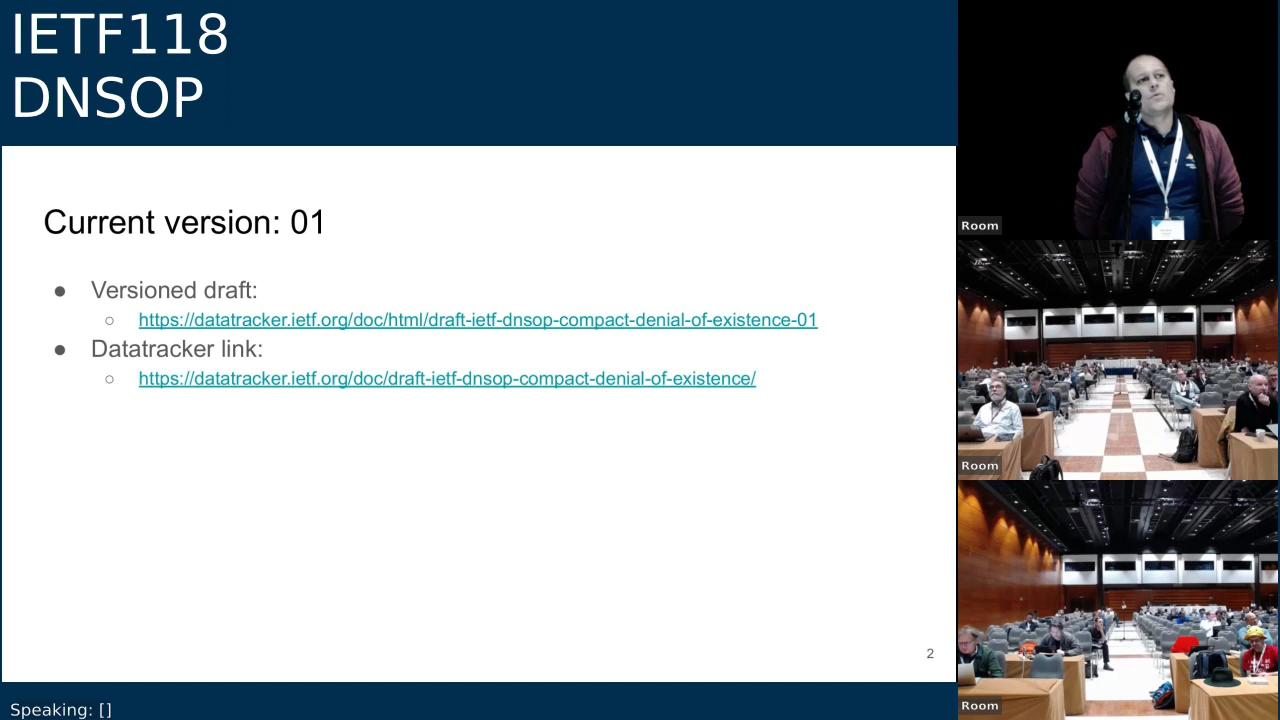 IETF118
DNSOP
Current version: 01
● Versioned draft:
○ https://datatracker.ietf.org/doc/html/draft-ietf-dnsop-compact-denial-of-existence-01
● Datatracker link:
○ https://datatracker.ietf.org/doc/draft-ietf-dnsop-compact-denial-of-existence/
2
Speaking: []
Room
Room
Room